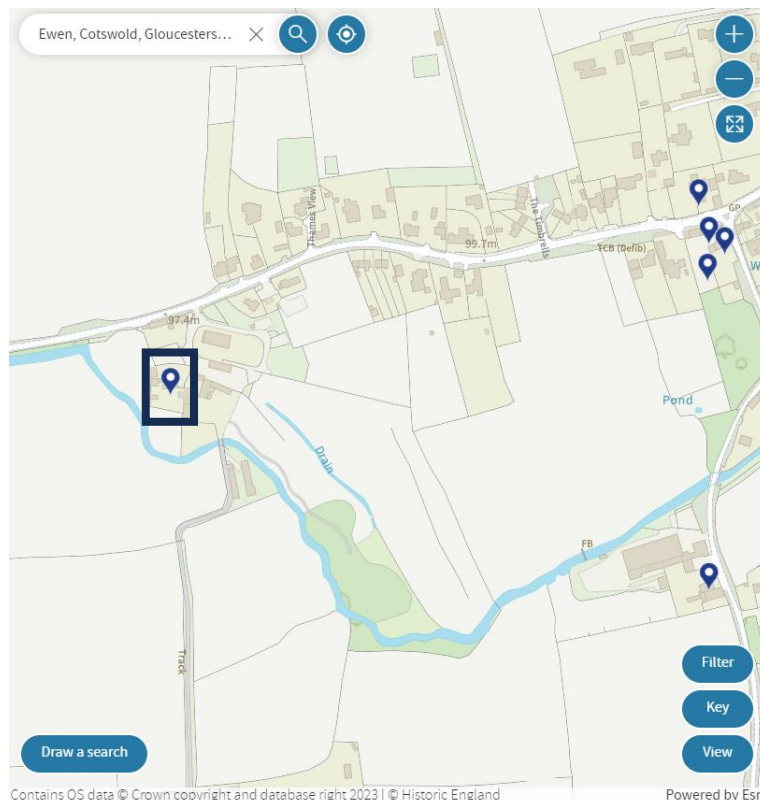 Ewen, Cotswold, Gloucesters…
Thames View
The Timbrells
GP
99.7m
TCB (Defib)
W
97.4m
Pond
Drain
FB
Track
Filter
Key
View
Draw a search
Contains OS data © Crown copyright and database right 2023 | © Historic England
Powered by Esr